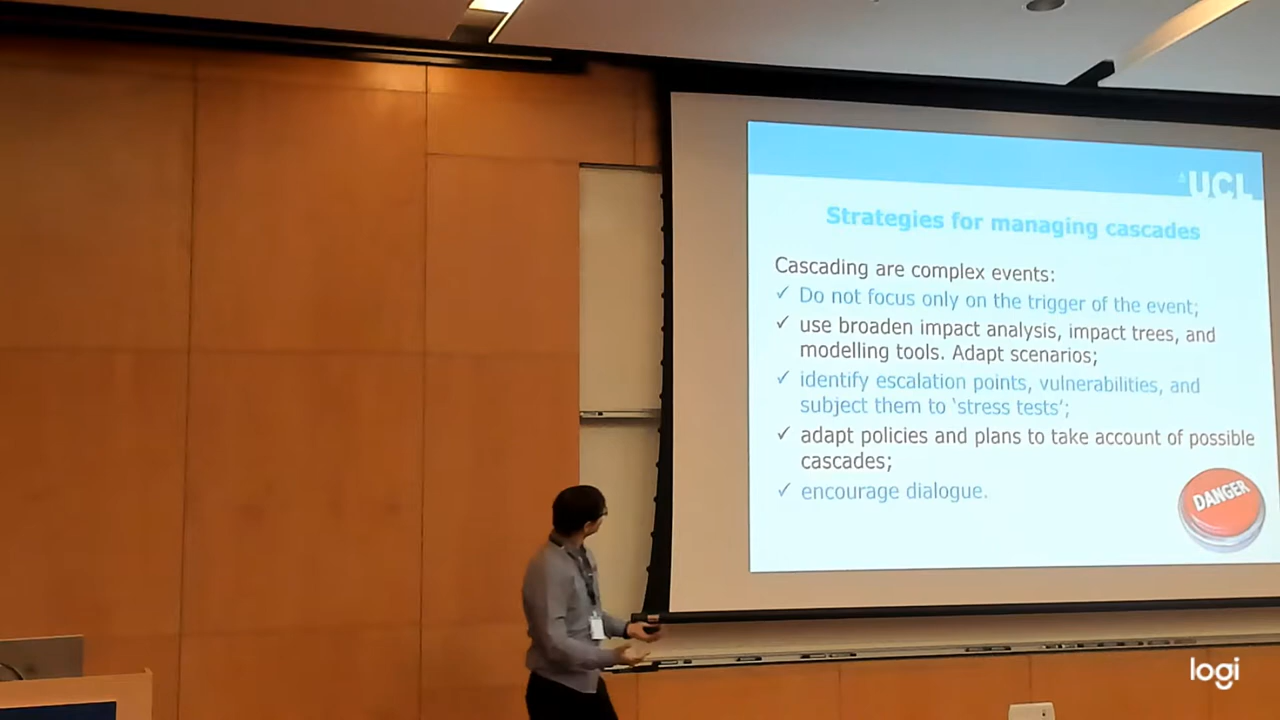 UCL
Strategies for managing cascades
Cascading are complex events:
✓ Do not focus only on the trigger of the event;
✓ use broaden impact analysis, impact trees, and
modelling tools. Adapt scenarios;
✓ identify escalation points, vulnerabilities, and
subject them to ‘stress tests’;
✓ adapt policies and plans to take account of possible
cascades;
✓ encourage dialogue.
DANGER
logi